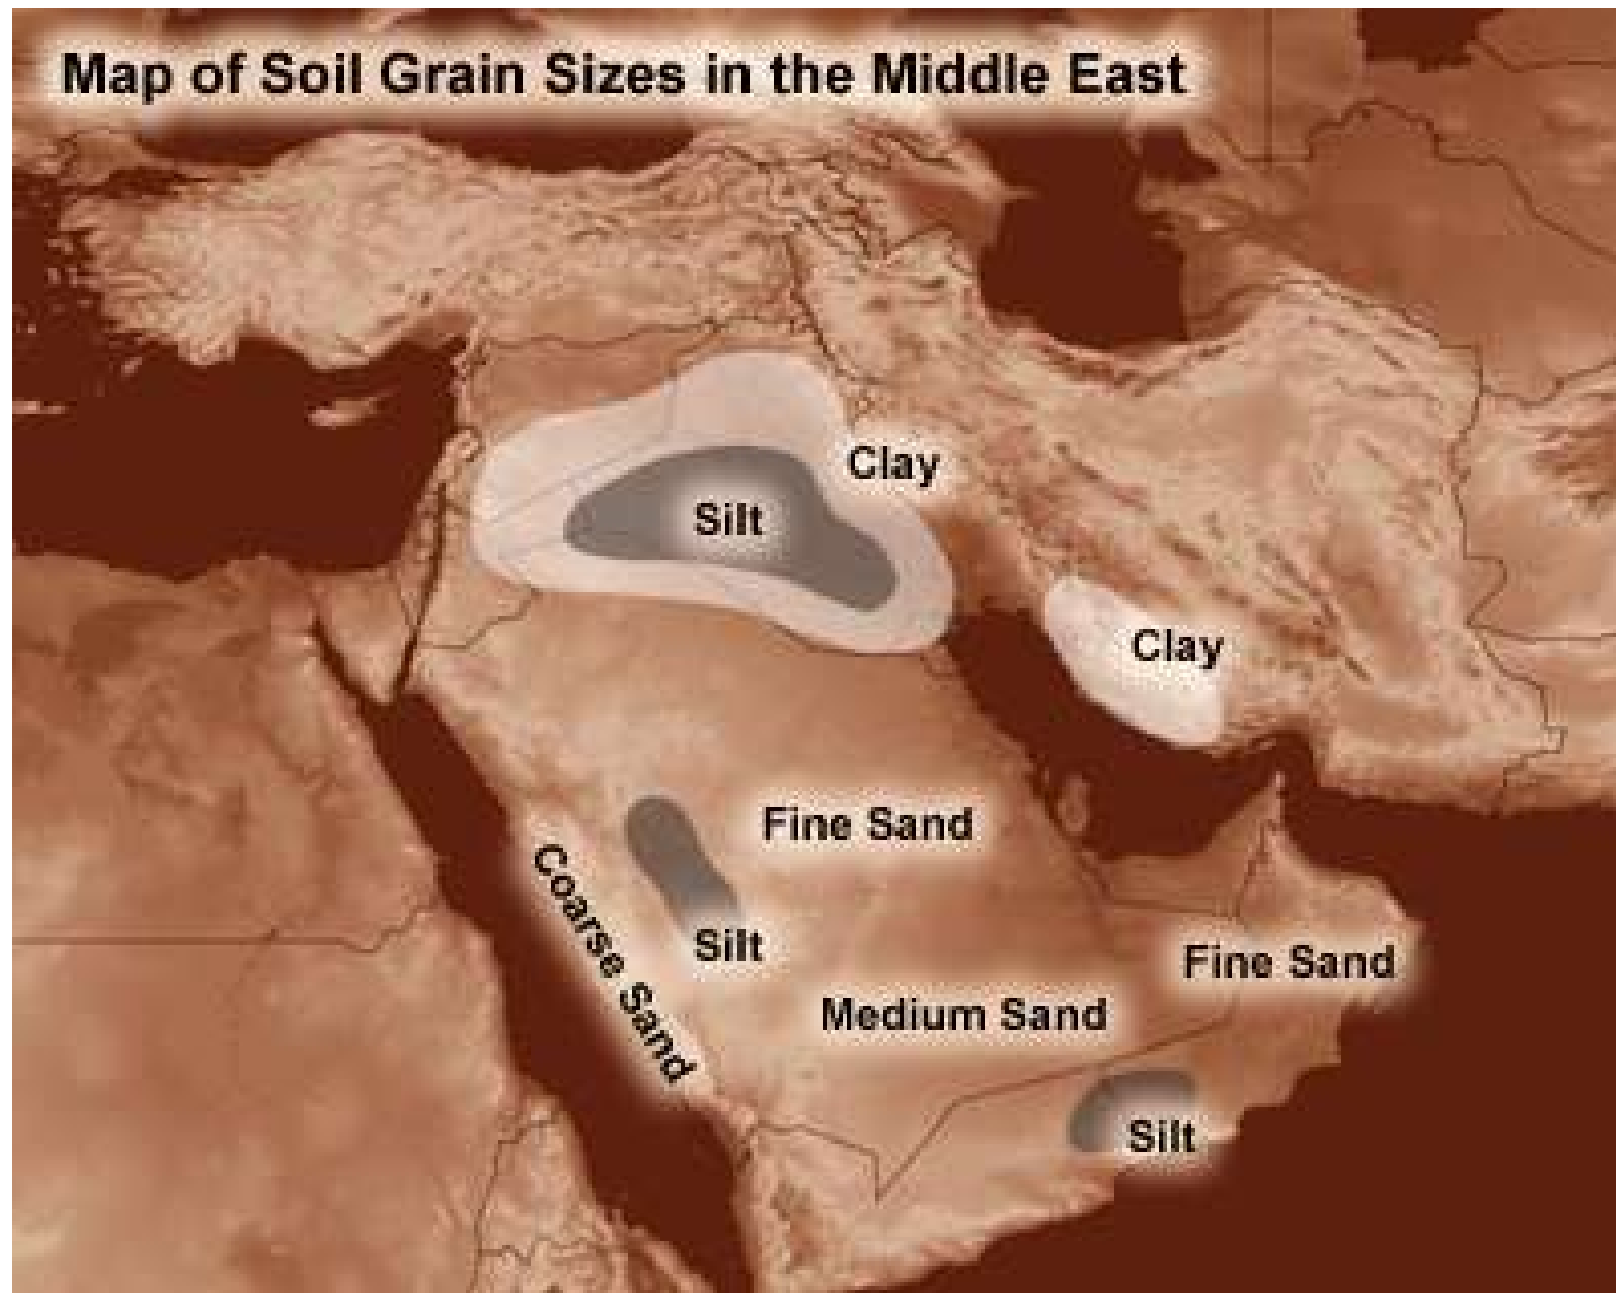 Map of Soil Grain Sizes in the Middle East
Clay
Silt
Clay
Fine Sand
Coarse Sand
Silt
Fine Sand
Medium Sand
Silt